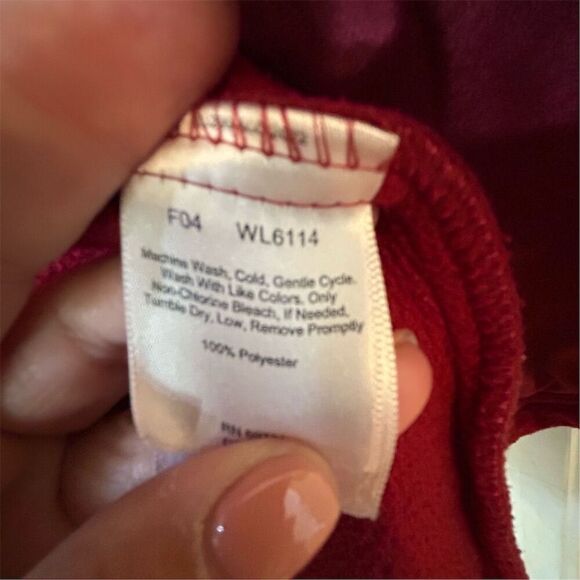 F04 WL6114
Machine Wash, Cold, Gentle Cycle.
Wash With Like Colors. Only
Non-Chlorine Bleach, If Needed,
Tumble Dry, Low, Remove Promptly
100% Polyester
RN